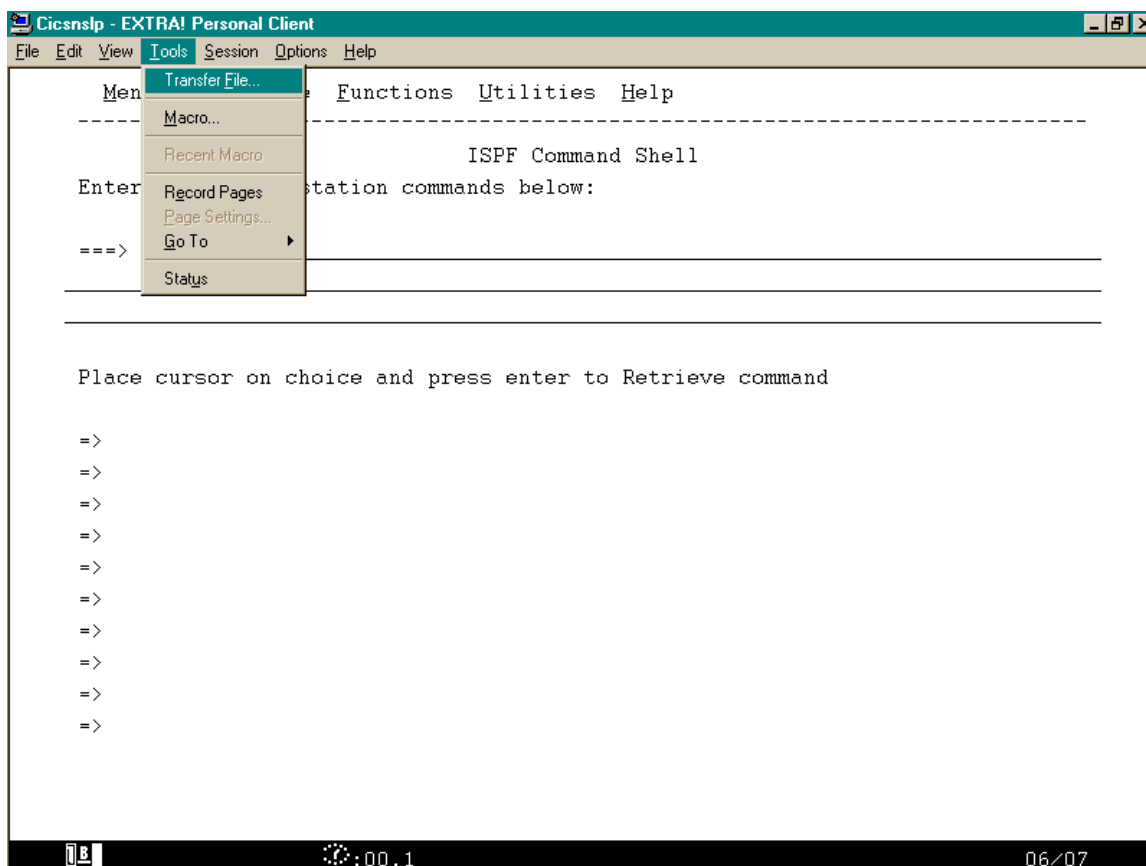 Cicsnslp - EXTRA! Personal Client
File Edit View Tools Session Options Help
Transfer File...
Macro...
Recent Macro
Record Pages
Page Settings...
Go To
Status
Men Functions Utilities Help
--------------------------------------------------------------------------------
ISPF Command Shell
Enter station commands below:
===>
Place cursor on choice and press enter to Retrieve command
=>
=>
=>
=>
=>
=>
=>
=>
=>
=>
:00.1 06/07